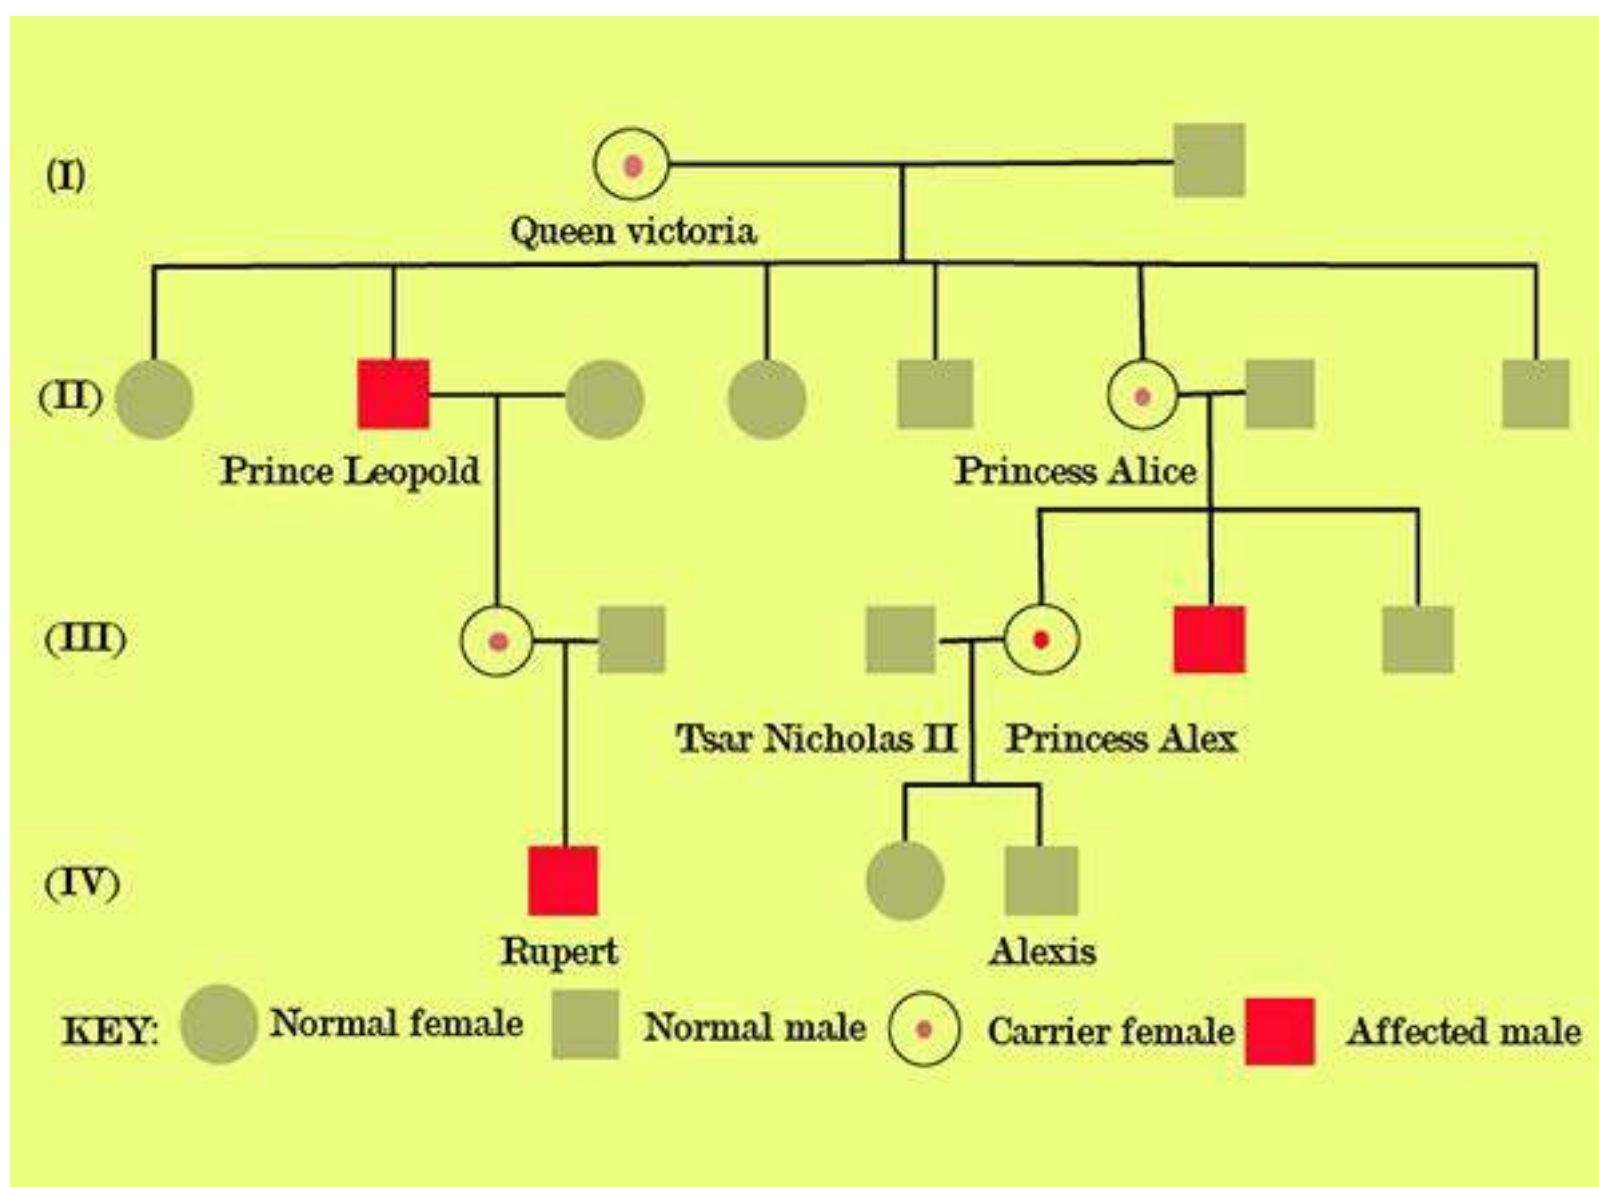 (I)
Queen victoria
(II)
Prince Leopold
Princess Alice
(III)
Tsar Nicholas II
Princess Alex
(IV)
Rupert
Alexis
KEY: Normal female Normal male Carrier female Affected male